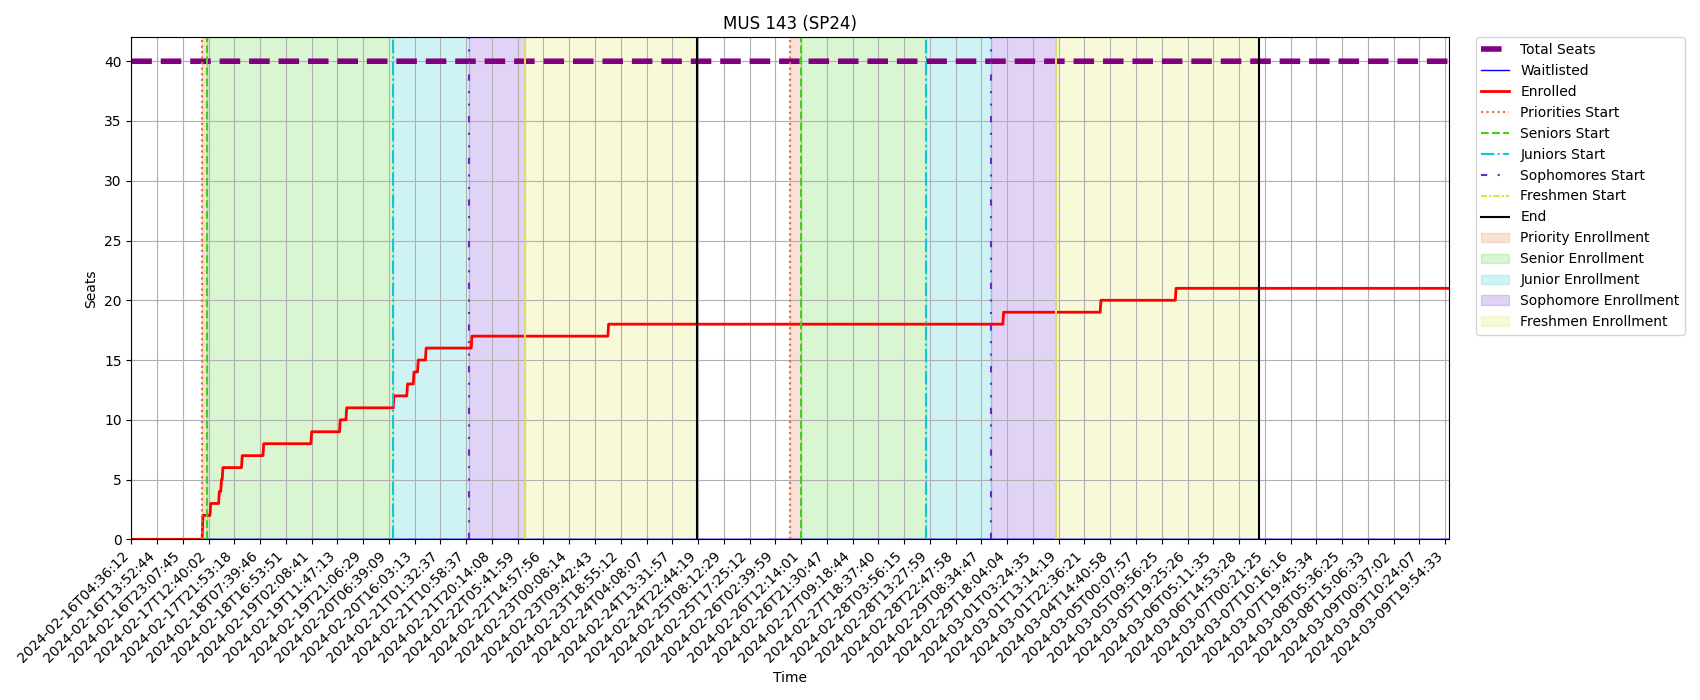 MUS 143 (SP24)
Seats
40
35
30
25
20
15
10
5
0
2024-02-16T04:36:12
2024-02-16T13:52:44
2024-02-16T23:07:45
2024-02-17T12:40:02
2024-02-17T21:53:18
2024-02-18T07:39:46
2024-02-18T16:53:51
2024-02-19T02:08:41
2024-02-19T11:47:13
2024-02-19T21:06:29
2024-02-20T06:39:09
2024-02-20T16:03:13
2024-02-21T01:32:37
2024-02-21T10:58:37
2024-02-21T20:14:08
2024-02-22T05:41:59
2024-02-22T14:57:56
2024-02-23T00:08:14
2024-02-23T09:42:43
2024-02-23T18:55:12
2024-02-24T04:08:07
2024-02-24T13:31:57
2024-02-24T22:44:19
2024-02-25T08:12:29
2024-02-25T17:25:12
2024-02-26T02:39:59
2024-02-26T12:14:01
2024-02-26T21:30:47
2024-02-27T09:18:44
2024-02-27T18:37:40
2024-02-28T03:56:15
2024-02-28T13:27:59
2024-02-28T22:47:58
2024-02-29T08:34:47
2024-02-29T18:04:04
2024-03-01T03:24:35
2024-03-01T13:14:19
2024-03-01T22:36:21
2024-03-04T14:40:58
2024-03-05T00:07:57
2024-03-05T09:56:25
2024-03-05T19:25:26
2024-03-06T05:11:35
2024-03-06T14:53:28
2024-03-07T00:21:25
2024-03-07T10:16:16
2024-03-07T19:45:34
2024-03-08T05:36:25
2024-03-08T15:06:33
2024-03-09T00:37:02
2024-03-09T10:24:07
2024-03-09T19:54:33
Time
Total Seats
Waitlisted
Enrolled
Priorities Start
Seniors Start
Juniors Start
Sophomores Start
Freshmen Start
End
Priority Enrollment
Senior Enrollment
Junior Enrollment
Sophomore Enrollment
Freshmen Enrollment